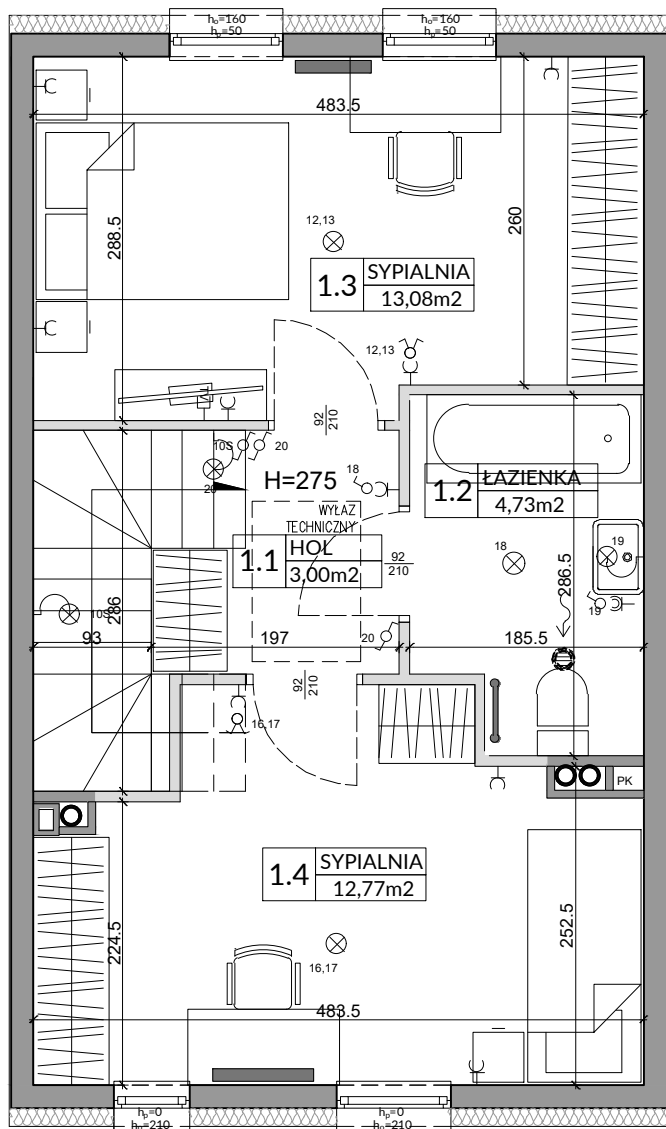 hₒ=160
hₚ=50
hₒ=160
hₚ=50
483.5
288.5
260
12,13
1.3 SYPIALNIA
13,08m2
12,13
92
210
10S
20
20
H=275
18
1.2 ŁAZIENKA
4,73m2
WYŁAZ
TECHNICZNY
1.1 HOL
3,00m2
92
210
18
19
286.5
286
10S
19
93
197
20
185.5
92
210
16,17
PK
1.4 SYPIALNIA
12,77m2
224.5
252.5
16,17
483.5
hₚ=0
hₒ=210
hₚ=0
hₒ=210